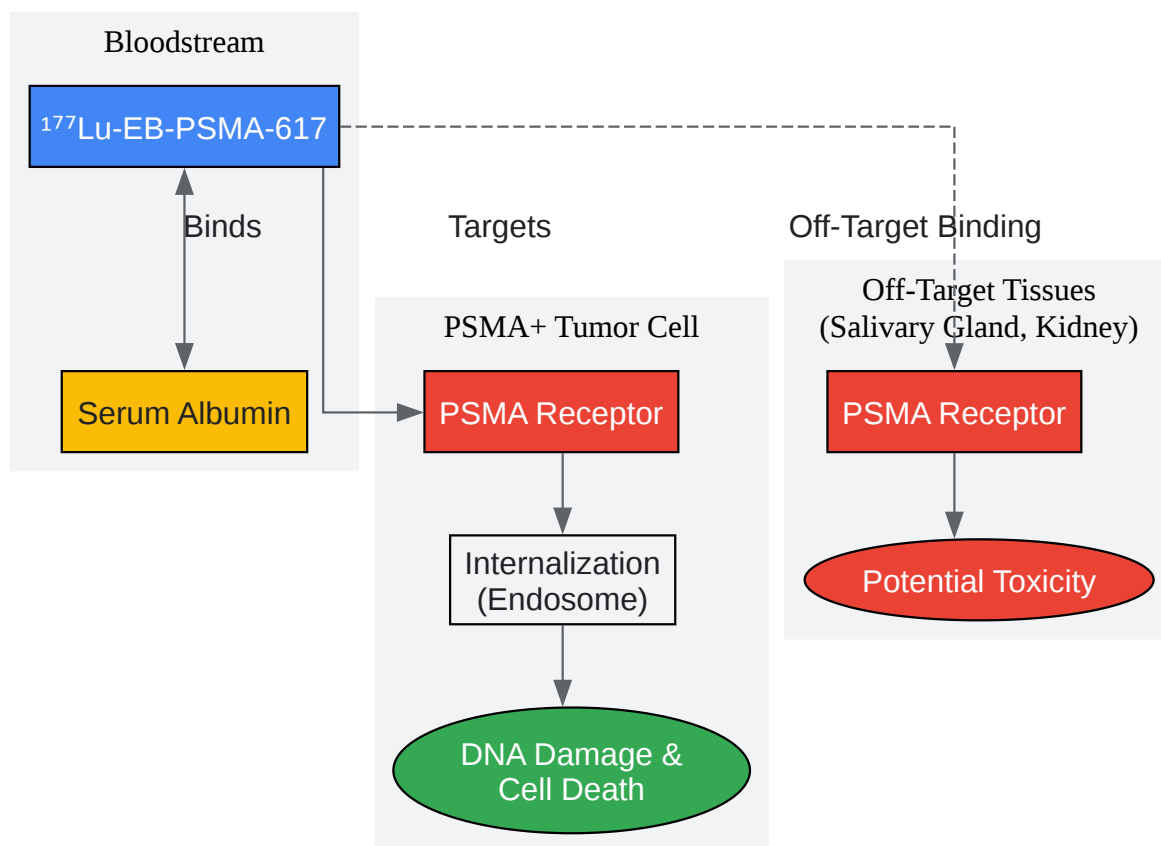 Bloodstream
¹⁷⁷Lu-EB-PSMA-617
Binds
Serum Albumin
Targets
PSMA+ Tumor Cell
PSMA Receptor
Internalization
(Endosome)
DNA Damage &
Cell Death
Off-Target Binding
Off-Target Tissues
(Salivary Gland, Kidney)
PSMA Receptor
Potential Toxicity